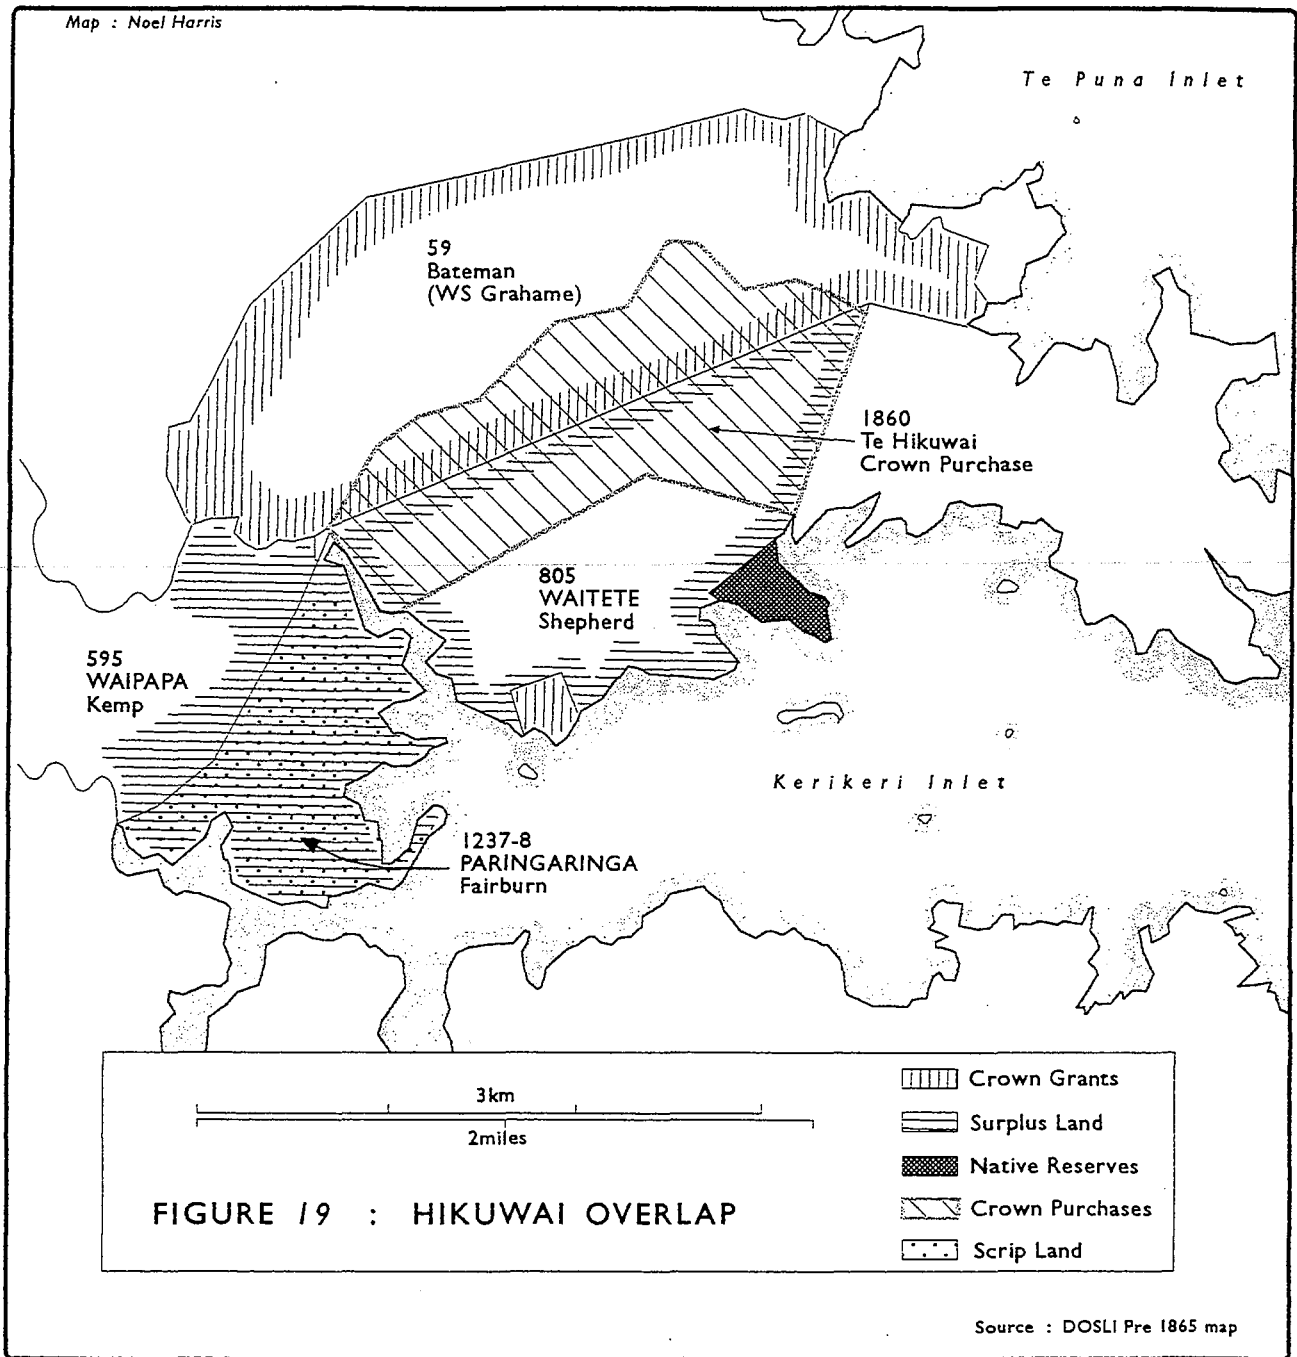 Map : Noel Harris
Te Puna Inlet
59
Bateman
(WS Grahame)
1860
Te Hikuwai
Crown Purchase
805
WAITETE
Shepherd
595
WAIPAPA
Kemp
Kerikeri Inlet
1237-8
PARINGARINGA
Fairburn
3km
2miles
Crown Grants
Surplus Land
Native Reserves
Crown Purchases
Scrip Land
FIGURE 19 : HIKUWAI OVERLAP
Source : DOSLI Pre 1865 map